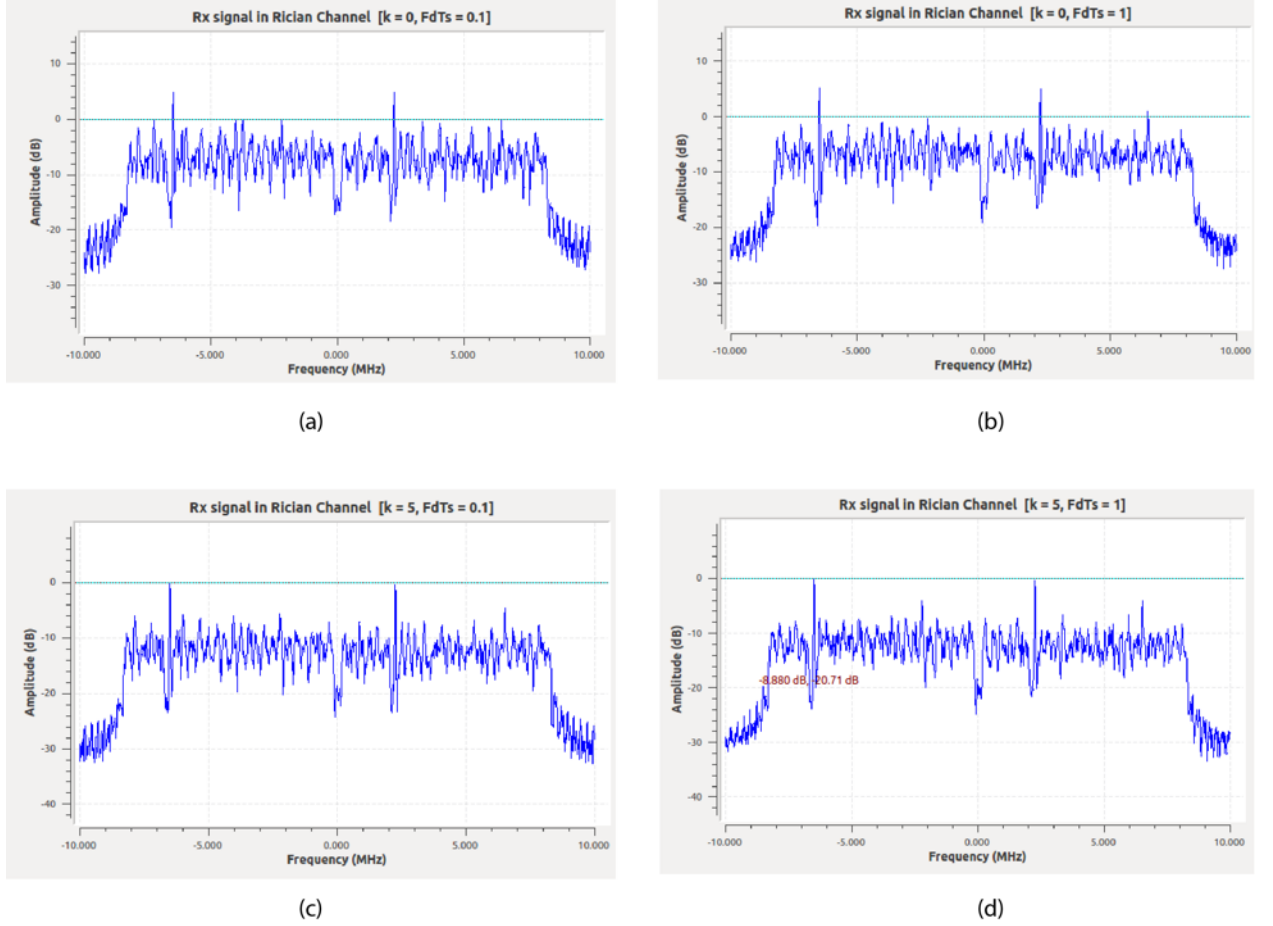 Rx signal in Rician Channel [k = 0, FdTs = 0.1]
10
0
-10
-20
-30
Amplitude (dB)
-10.000 -5.000 0.000 5.000 10.000
Frequency (MHz)
(a)
Rx signal in Rician Channel [k = 0, FdTs = 1]
10
0
-10
-20
-30
Amplitude (dB)
-10.000 -5.000 0.000 5.000 10.000
Frequency (MHz)
(b)
Rx signal in Rician Channel [k = 5, FdTs = 0.1]
0
-10
-20
-30
-40
Amplitude (dB)
-10.000 -5.000 0.000 5.000 10.000
Frequency (MHz)
(c)
Rx signal in Rician Channel [k = 5, FdTs = 1]
0
-10
-20
-30
-40
Amplitude (dB)
-8.880 dB, -20.71 dB
-10.000 -5.000 0.000 5.000 10.000
Frequency (MHz)
(d)